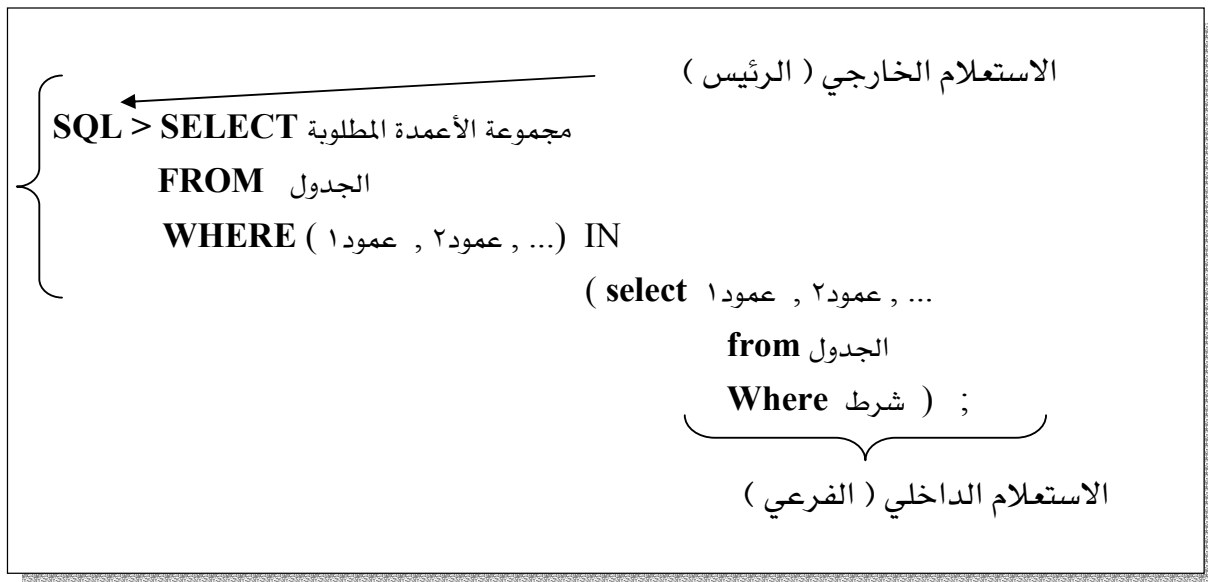 الاستعلام الخارجي ( الرئيس )
SQL > SELECT مجموعة الأعمدة المطلوبة
FROM الجدول
WHERE ( عمود١ , عمود٢ , ...) IN
( select عمود١ , عمود٢ , ...
from الجدول
Where شرط ) ;
الاستعلام الداخلي ( الفرعي )